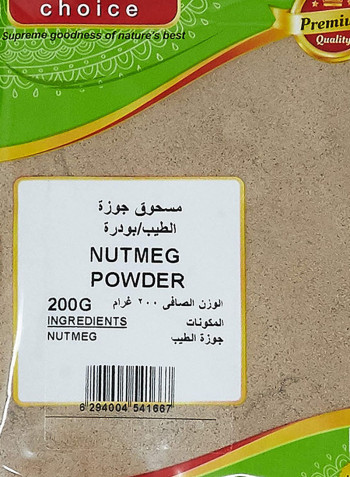 choice
Supreme goodness of nature's best
Premium
Quality
مسحوق جوزة
الطيب/بودرة
NUTMEG
POWDER
200G الوزن الصافى ٢٠٠ غرام
INGREDIENTS المكونات
NUTMEG جوزة الطيب
6 294004 541667